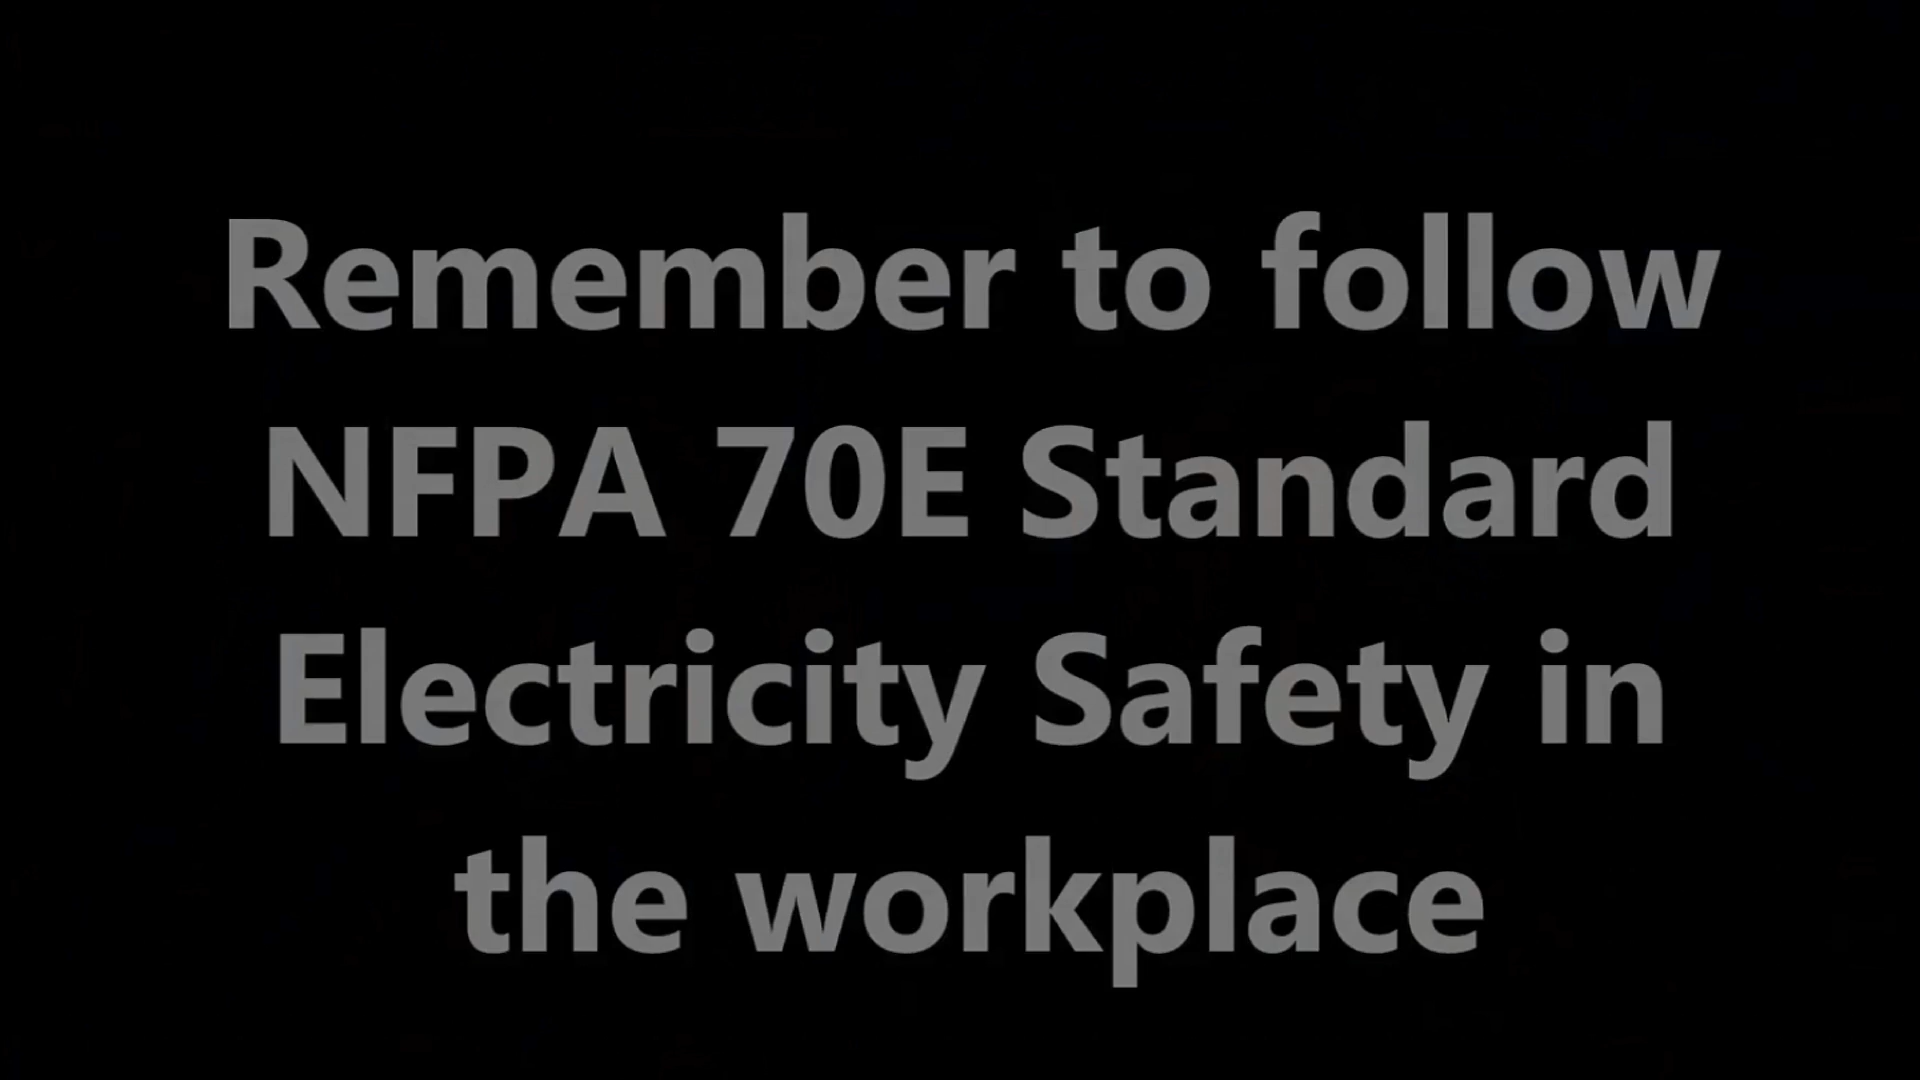 Remember to follow
NFPA 70E Standard
Electricity Safety in
the workplace